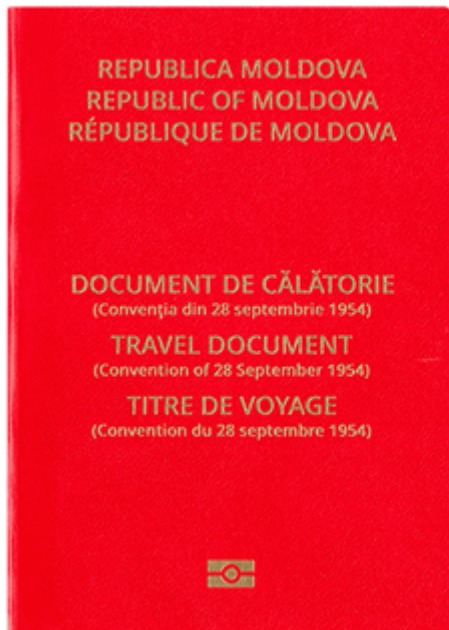 REPUBLICA MOLDOVA
REPUBLIC OF MOLDOVA
RÉPUBLIQUE DE MOLDOVA
DOCUMENT DE CĂLĂTORIE
(Convenţia din 28 septembrie 1954)
TRAVEL DOCUMENT
(Convention of 28 September 1954)
TITRE DE VOYAGE
(Convention du 28 septembre 1954)